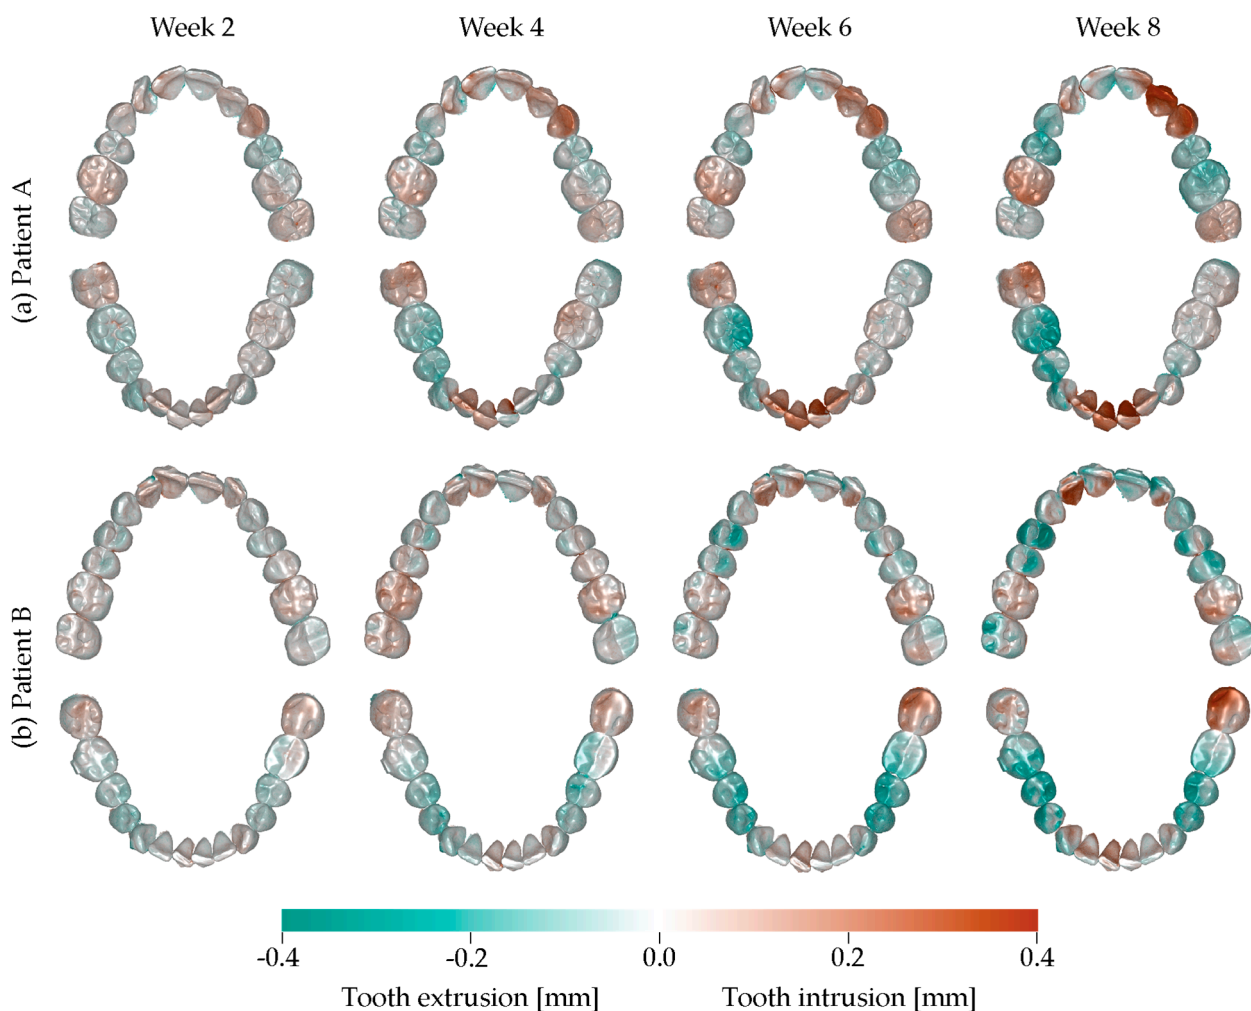 Week 2 Week 4 Week 6 Week 8
(a) Patient A
(b) Patient B
-0.4 -0.2 0.0 0.2 0.4
Tooth extrusion [mm] Tooth intrusion [mm]